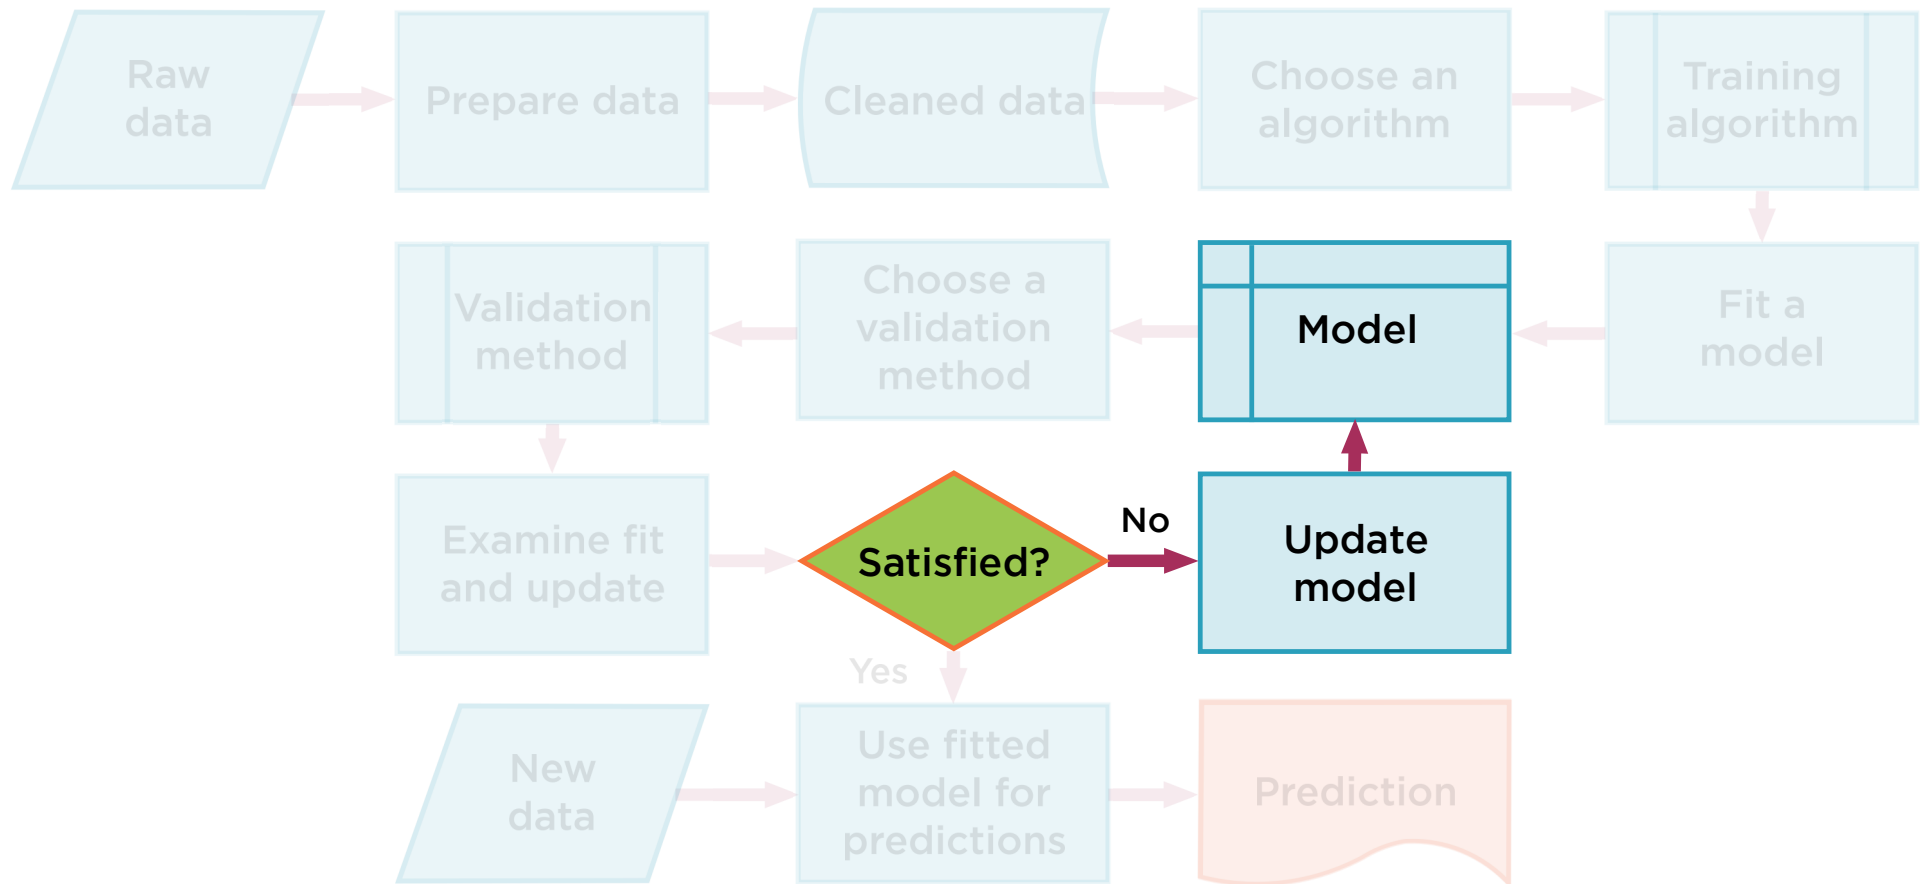 Raw
data
Prepare data
Cleaned data
Choose an
algorithm
Training
algorithm
Validation
method
Choose a
validation
method
Model
Fit a
model
Examine fit
and update
Satisfied?
No
Update
model
Yes
New
data
Use fitted
model for
predictions
Prediction